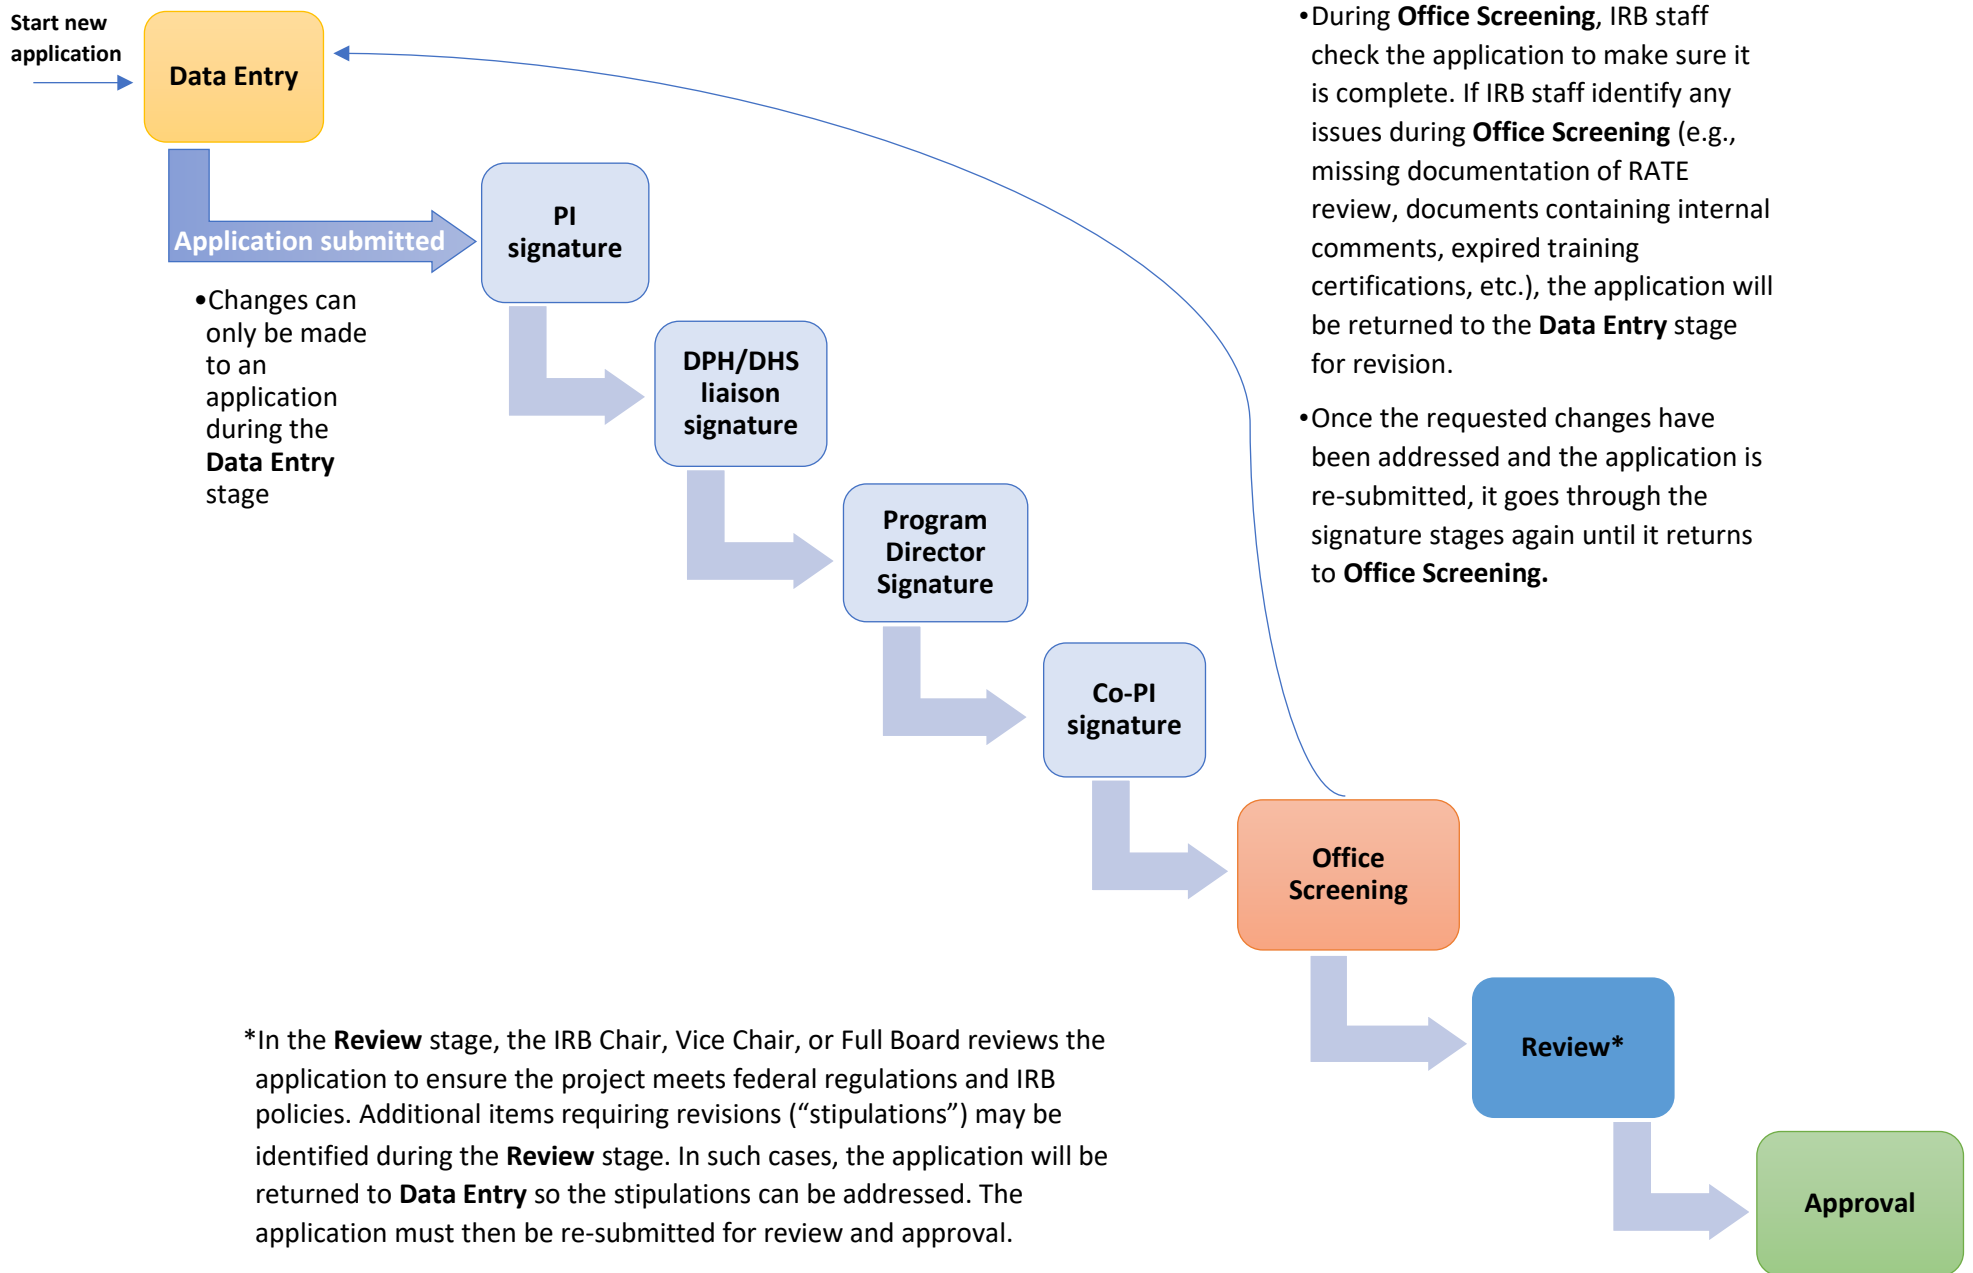 Start new
application
Data Entry
Application submitted
•Changes can
only be made
to an
application
during the
Data Entry
stage
PI
signature
DPH/DHS
liaison
signature
Program
Director
Signature
Co-PI
signature
Office
Screening
Review*
Approval
•During Office Screening, IRB staff
check the application to make sure it
is complete. If IRB staff identify any
issues during Office Screening (e.g.,
missing documentation of RATE
review, documents containing internal
comments, expired training
certifications, etc.), the application will
be returned to the Data Entry stage
for revision.
•Once the requested changes have
been addressed and the application is
re-submitted, it goes through the
signature stages again until it returns
to Office Screening.
*In the Review stage, the IRB Chair, Vice Chair, or Full Board reviews the
application to ensure the project meets federal regulations and IRB
policies. Additional items requiring revisions (“stipulations”) may be
identified during the Review stage. In such cases, the application will be
returned to Data Entry so the stipulations can be addressed. The
application must then be re-submitted for review and approval.